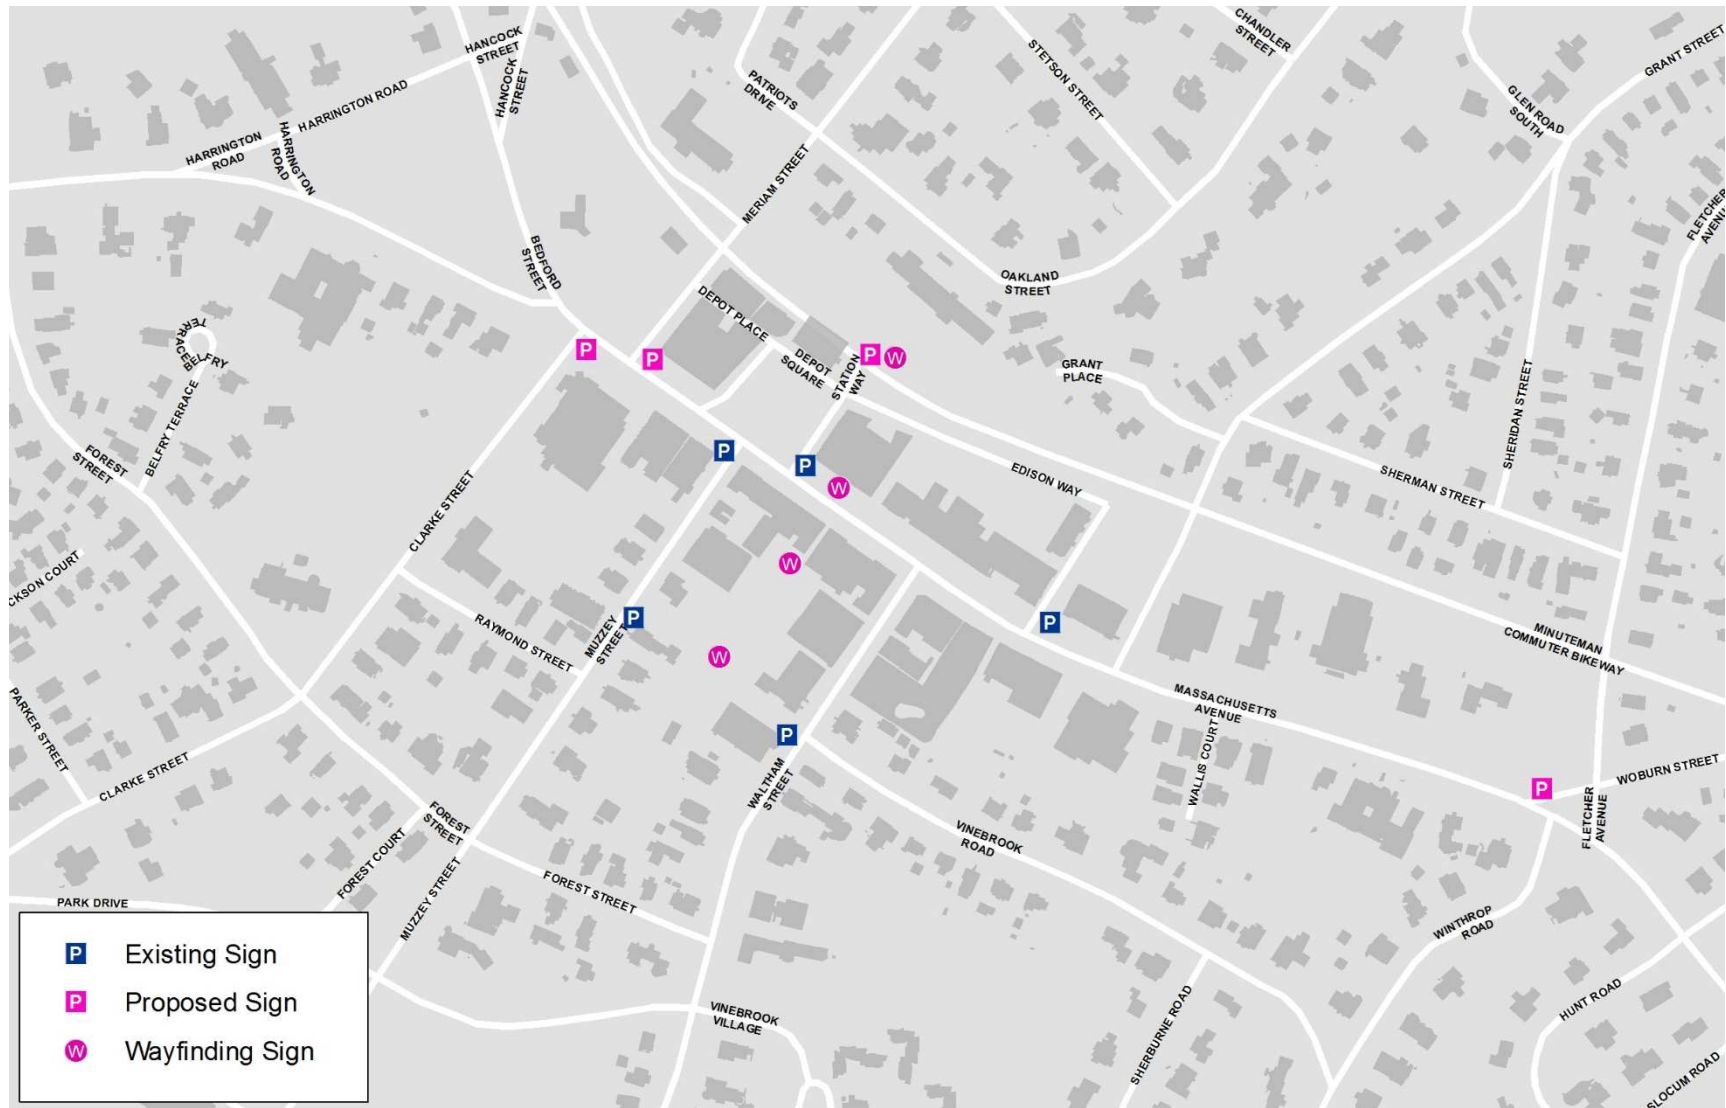 HANCOCK
STREET
CHANDLER
STREET
GRANT STREET
STETSON STREET
PATRIOTS
DRIVE
HANCOCK
STREET
HARRINGTON ROAD
GLEN ROAD
SOUTH
HARRINGTON
ROAD
HARRINGTON
ROAD
MERIAM STREET
FLETCHER
AVENUE
BEDFORD
STREET
OAKLAND
STREET
DEPOT PLACE
BELFRY
TERRACE
P
P
DEPOT
SQUARE
STATION
WAY
P
W
GRANT
PLACE
SHERIDAN STREET
BELFRY TERRACE
FOREST
STREET
P
P
W
EDISON WAY
SHERMAN STREET
CLARKE STREET
W
CKSON COURT
RAYMOND STREET
MUZZEY
STREET
P
P
W
MINUTEMAN
COMMUTER BIKEWAY
PARKER STREET
MASSACHUSETTS
AVENUE
WALLIS COURT
P
CLARKE STREET
WALTHAM
STREET
P
WOBURN STREET
FLETCHER
AVENUE
FOREST
STREET
VINEBROOK
ROAD
FOREST COURT
FOREST STREET
MUZZEY STREET
PARK DRIVE
WINTHROP
ROAD
HUNT ROAD
VINEBROOK
VILLAGE
SHERBURNE ROAD
SLOCUM ROAD
P Existing Sign
P Proposed Sign
W Wayfinding Sign